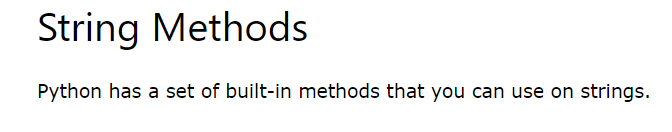 String Methods
Python has a set of built-in methods that you can use on strings.